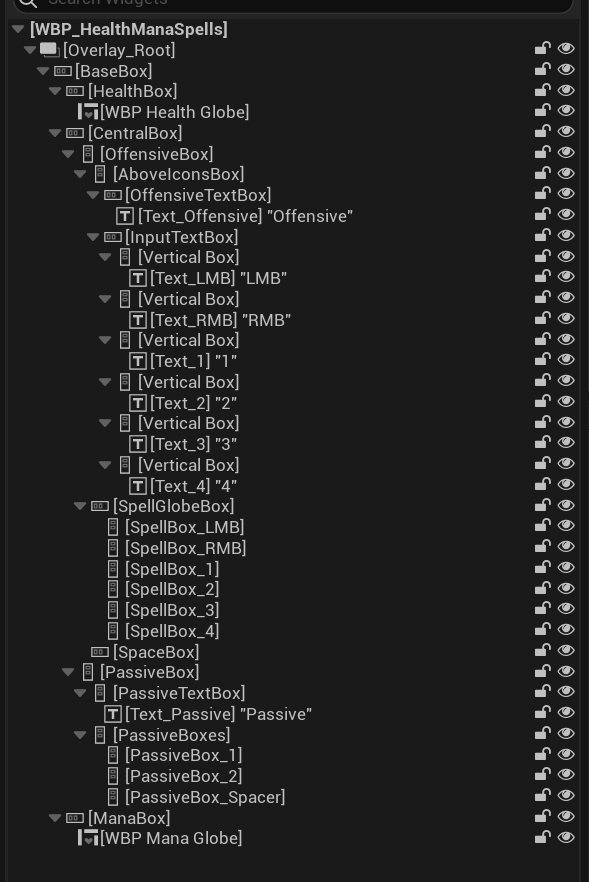 Search Widgets
[WBP_HealthManaSpells]
[Overlay_Root]
[BaseBox]
[HealthBox]
[WBP Health Globe]
[CentralBox]
[OffensiveBox]
[AboveIconsBox]
[OffensiveTextBox]
[Text_Offensive] "Offensive"
[InputTextBox]
[Vertical Box]
[Text_LMB] "LMB"
[Vertical Box]
[Text_RMB] "RMB"
[Vertical Box]
[Text_1] "1"
[Vertical Box]
[Text_2] "2"
[Vertical Box]
[Text_3] "3"
[Vertical Box]
[Text_4] "4"
[SpellGlobeBox]
[SpellBox_LMB]
[SpellBox_RMB]
[SpellBox_1]
[SpellBox_2]
[SpellBox_3]
[SpellBox_4]
[SpaceBox]
[PassiveBox]
[PassiveTextBox]
[Text_Passive] "Passive"
[PassiveBoxes]
[PassiveBox_1]
[PassiveBox_2]
[PassiveBox_Spacer]
[ManaBox]
[WBP Mana Globe]